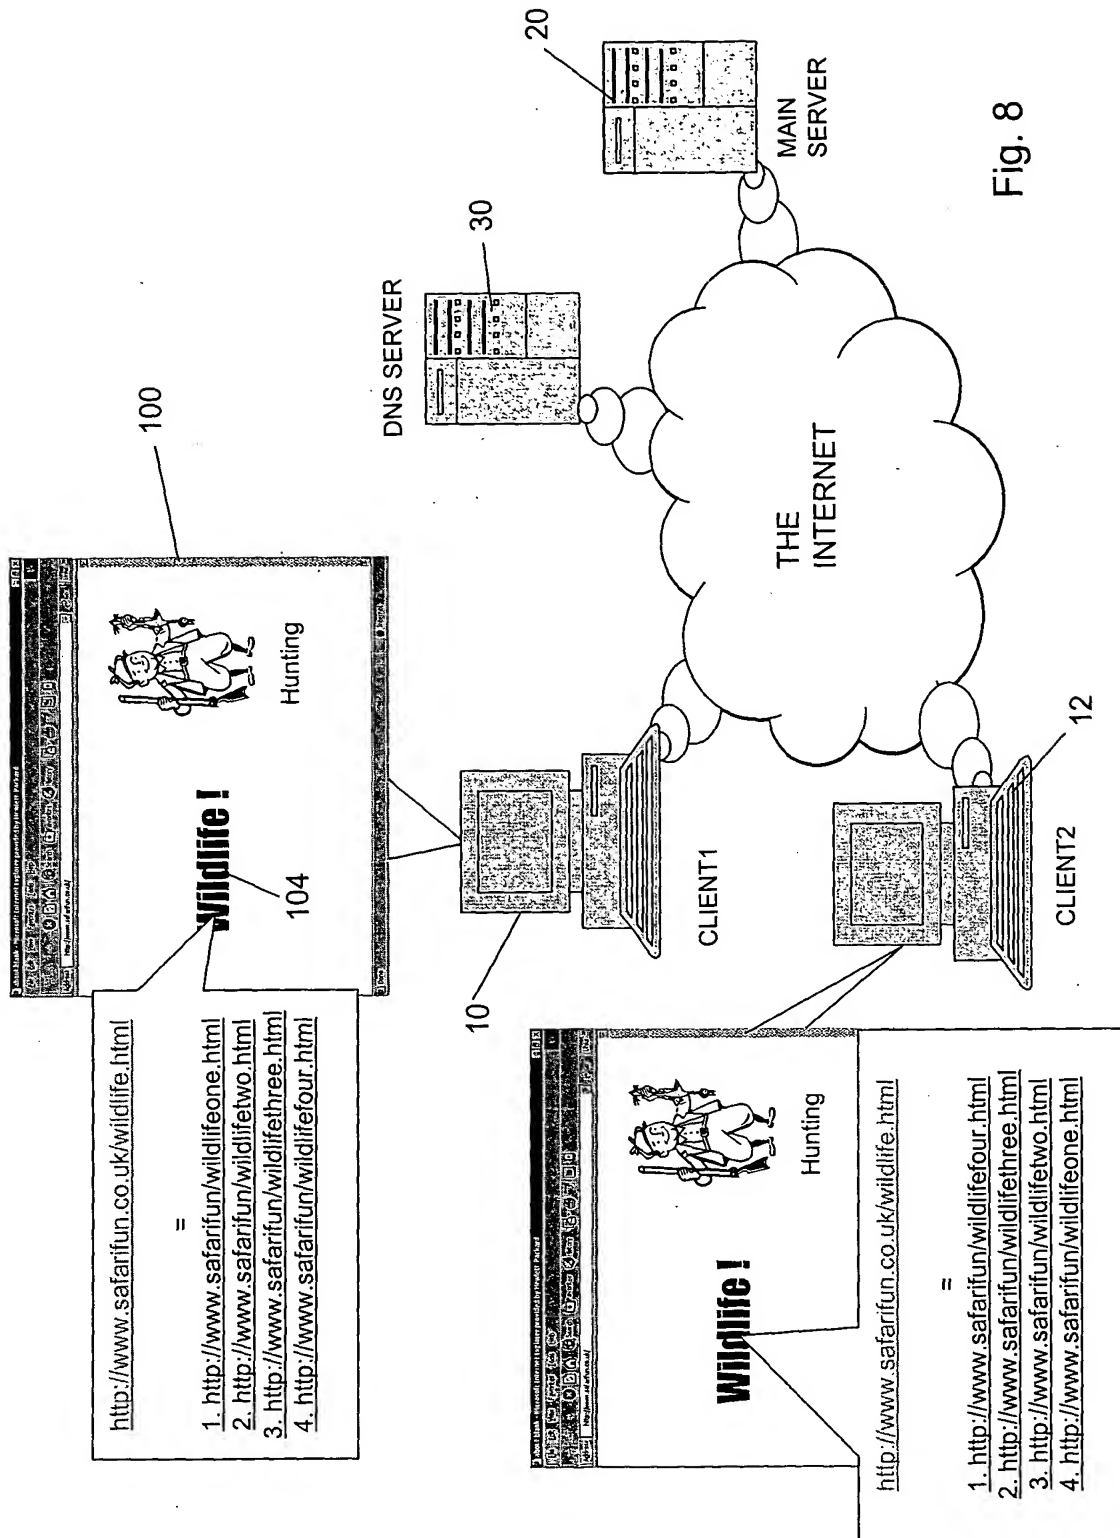 http://www.safarifun.co.uk/wildlife.html
=
1. http://www.safarifun/wildlifeone.html
2. http://www.safarifun/wildlifetwo.html
3. http://www.safarifun/wildlifethree.html
4. http://www.safarifun/wildlifefour.html
Wildlife !
104
Hunting
100
10
CLIENT1
DNS SERVER
30
20
MAIN
SERVER
THE
INTERNET
Wildlife !
Hunting
http://www.safarifun.co.uk/wildlife.html
=
1. http://www.safarifun/wildlifefour.html
2. http://www.safarifun/wildlifethree.html
3. http://www.safarifun/wildlifetwo.html
4. http://www.safarifun/wildlifeone.html
CLIENT2
12
Fig. 8